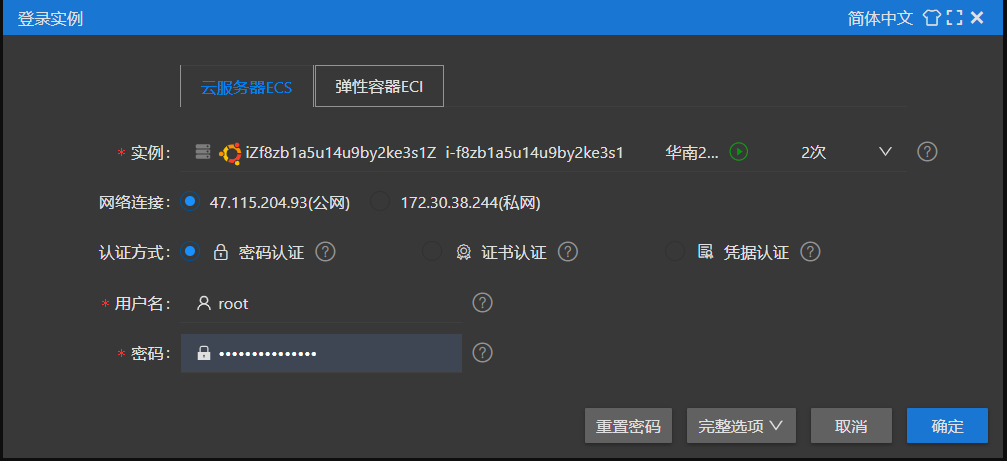 登录实例 简体中文
云服务器ECS 弹性容器ECI
* 实例： iZf8zb1a5u14u9by2ke3s1Z i-f8zb1a5u14u9by2ke3s1 华南2... 2次 ?
网络连接： 47.115.204.93(公网) 172.30.38.244(私网)
认证方式： 密码认证 ? 证书认证 ? 凭据认证 ?
* 用户名： root ?
* 密码： ••••••••••••••• ?
重置密码 完整选项 取消 确定